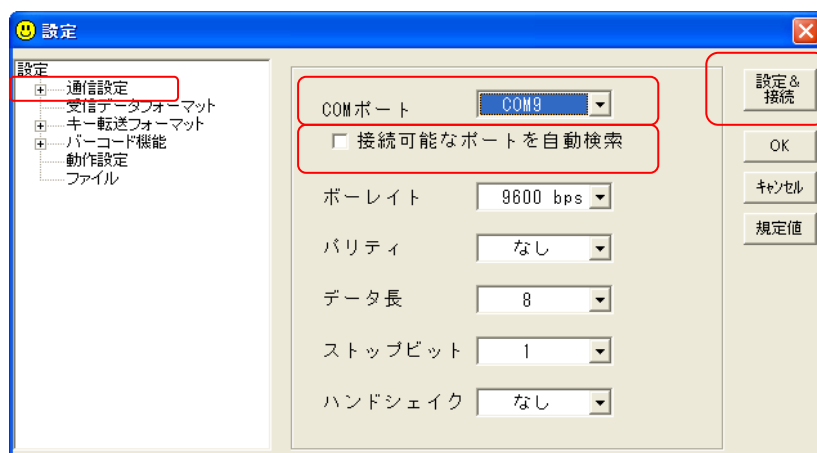 設定
設定
通信設定
受信データフォーマット
キー転送フォーマット
バーコード機能
動作設定
ファイル
COMポート COM9
接続可能なポートを自動検索
ボーレイト 9600 bps
パリティ なし
データ長 8
ストップビット 1
ハンドシェイク なし
設定&
接続
OK
キャンセル
規定値